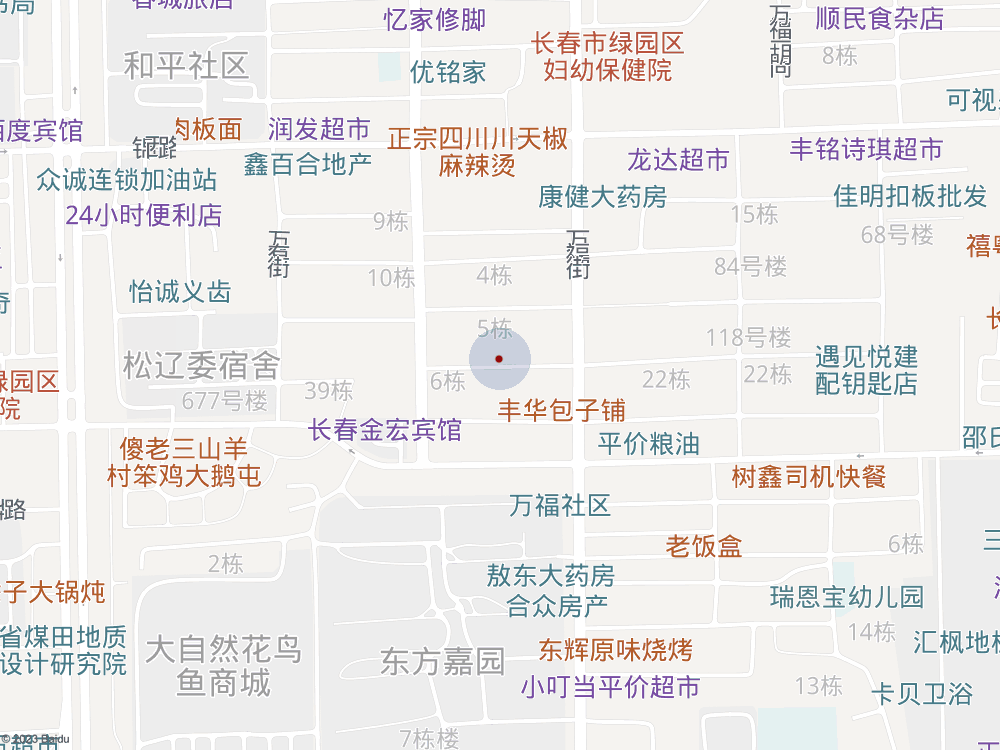 春城旅店
忆家修脚
顺民食杂店
万福胡同
长春市绿园区
妇幼保健院
8栋
和平社区
优铭家
可视
百度宾馆
肉板面
润发超市
正宗四川川天椒
麻辣烫
龙达超市
丰铭诗琪超市
鑫百合地产
众诚连锁加油站
24小时便利店
康健大药房
佳明扣板批发
9栋
15栋
68号楼
万福街
禧粤
10栋
4栋
84号楼
怡诚义齿
5栋
118号楼
松辽委宿舍
遇见悦建
配钥匙店
绿园区
院
39栋
6栋
22栋
22栋
677号楼
丰华包子铺
长春金宏宾馆
平价粮油
邵氏
傻老三山羊
村笨鸡大鹅屯
树鑫司机快餐
万福社区
路
2栋
老饭盒
6栋
三
敖东大药房
合众房产
瑞恩宝幼儿园
子大锅炖
14栋
省煤田地质
设计研究院
大自然花鸟
鱼商城
东方嘉园
东辉原味烧烤
汇枫地板
小叮当平价超市
13栋
卡贝卫浴
7栋楼
© 2023 Baidu